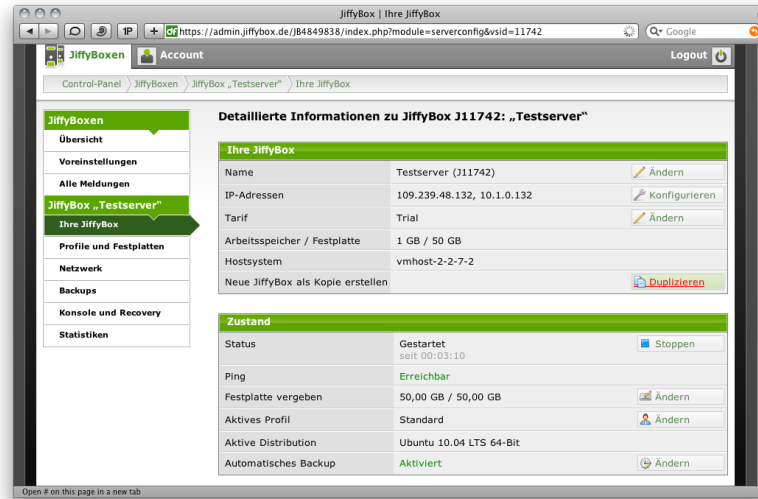 JiffyBox | Ihre JiffyBox
1P
https://admin.jiffybox.de/JB4849838/index.php?module=serverconfig&vsid=11742
Google
JiffyBoxen Account Logout
Control-Panel JiffyBoxen JiffyBox „Testserver“ Ihre JiffyBox
JiffyBoxen
Übersicht
Voreinstellungen
Alle Meldungen
JiffyBox „Testserver“
Ihre JiffyBox
Profile und Festplatten
Netzwerk
Backups
Konsole und Recovery
Statistiken
Detaillierte Informationen zu JiffyBox J11742: „Testserver“
Ihre JiffyBox
Name Testserver (J11742) Ändern
IP-Adressen 109.239.48.132, 10.1.0.132 Konfigurieren
Tarif Trial Ändern
Arbeitsspeicher / Festplatte 1 GB / 50 GB
Hostsystem vmhost-2-2-7-2
Neue JiffyBox als Kopie erstellen Duplizieren
Zustand
Status Gestartet Stoppen
seit 00:03:10
Ping Erreichbar
Festplatte vergeben 50,00 GB / 50,00 GB Ändern
Aktives Profil Standard Ändern
Aktive Distribution Ubuntu 10.04 LTS 64-Bit
Automatisches Backup Aktiviert Ändern
Open # on this page in a new tab